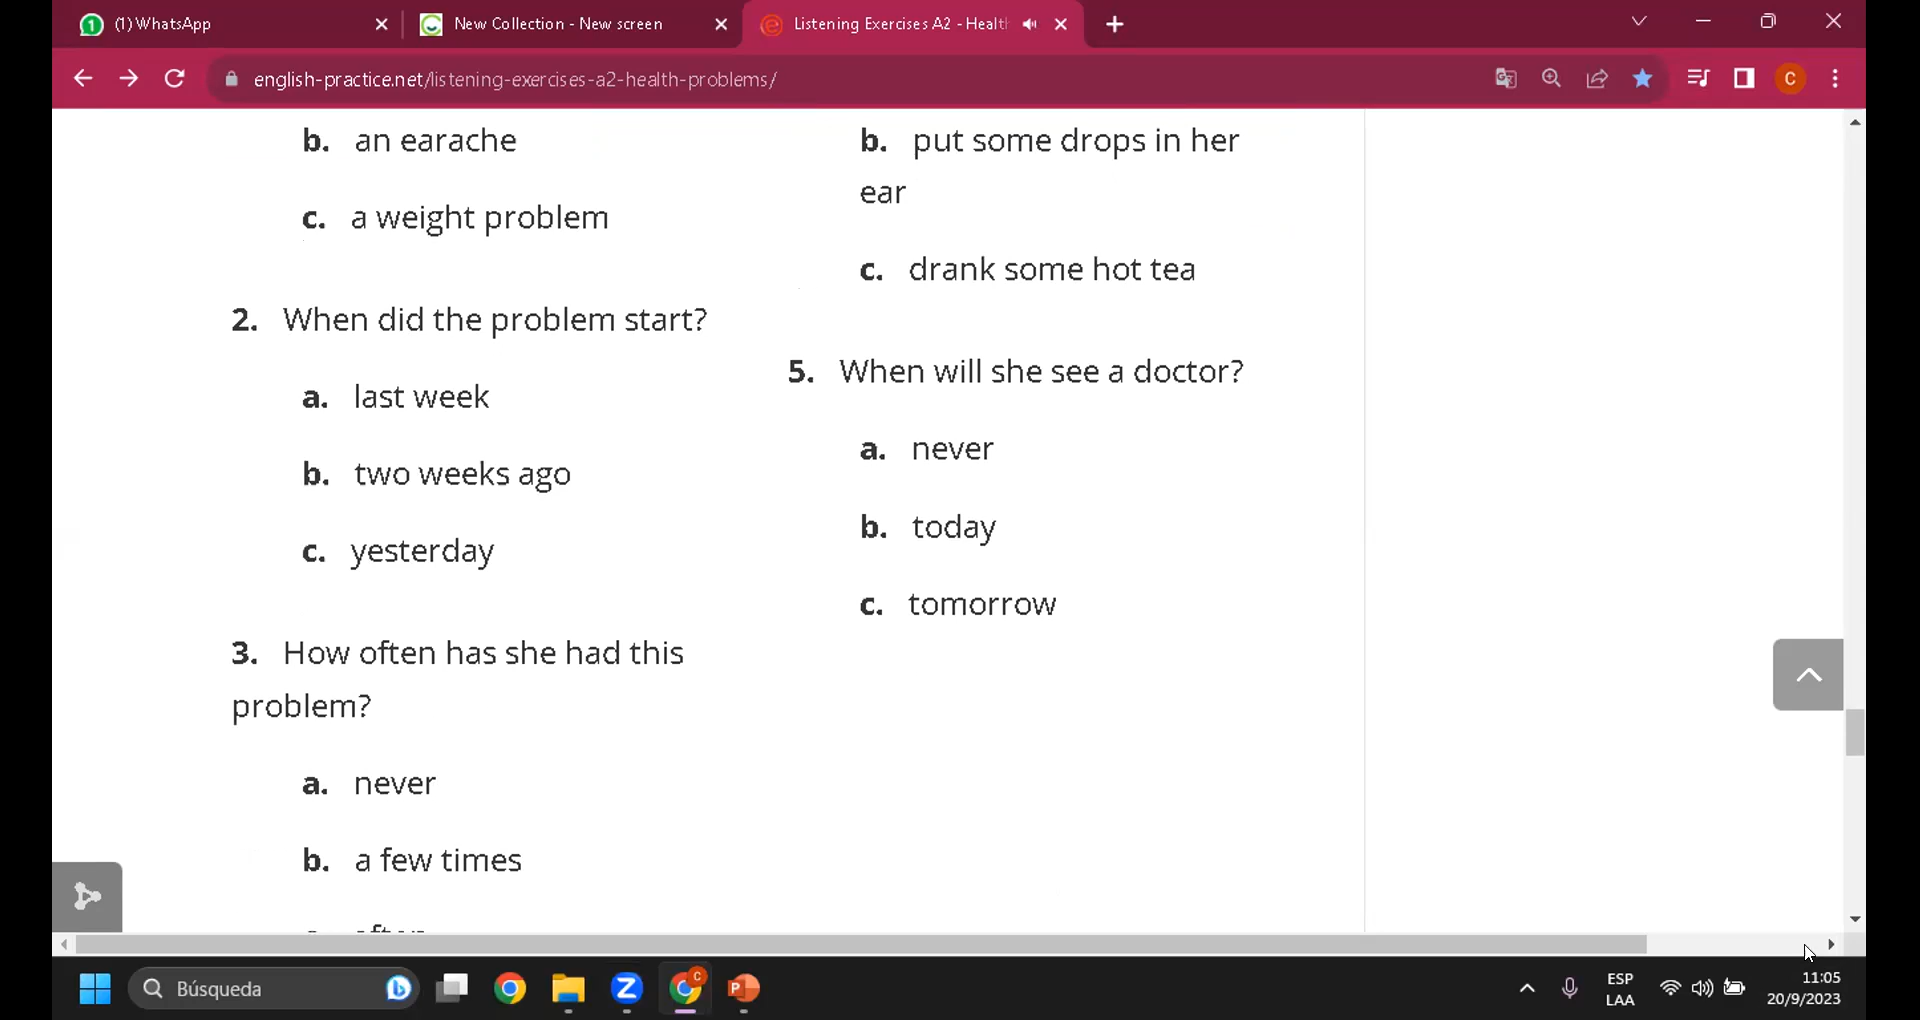 (1) WhatsApp
New Collection - New screen
Listening Exercises A2 - Healt
english-practice.net/listening-exercises-a2-health-problems/
C
b. an earache
c. a weight problem
2. When did the problem start?
a. last week
b. two weeks ago
c. yesterday
3. How often has she had this
problem?
a. never
b. a few times
b. put some drops in her
ear
c. drank some hot tea
5. When will she see a doctor?
a. never
b. today
c. tomorrow
Búsqueda
ESP
LAA
11:05
20/9/2023